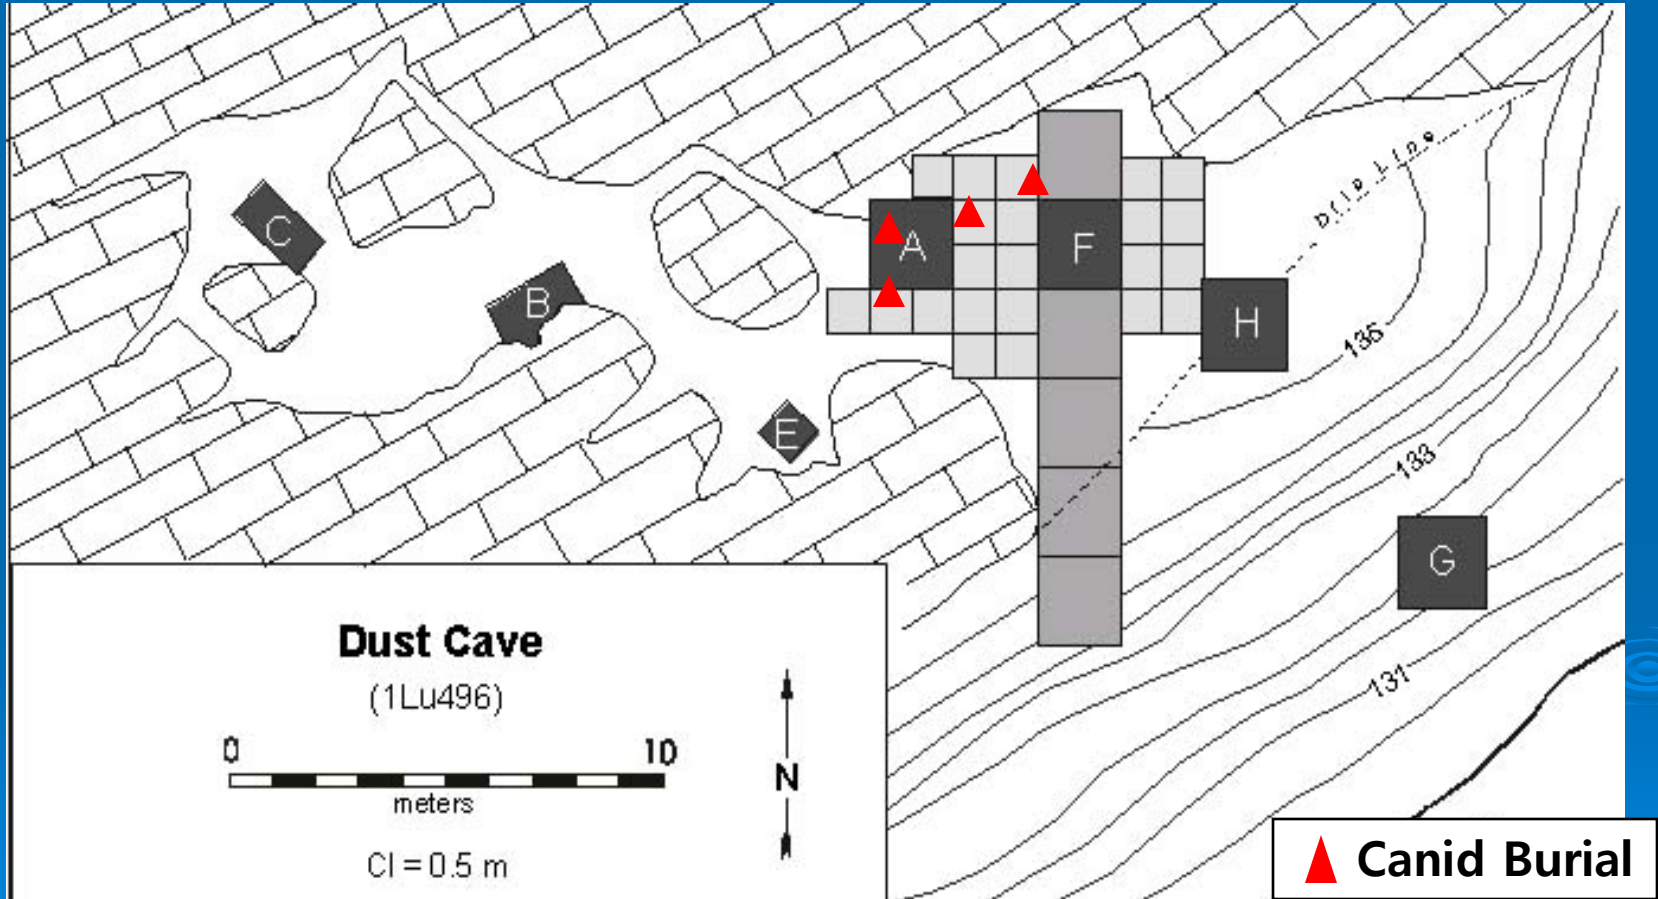 Drip Line
C
A
F
B
H
135
E
133
G
Dust Cave
(1Lu496)
131
0 10
meters
N
CI = 0.5 m
Canid Burial